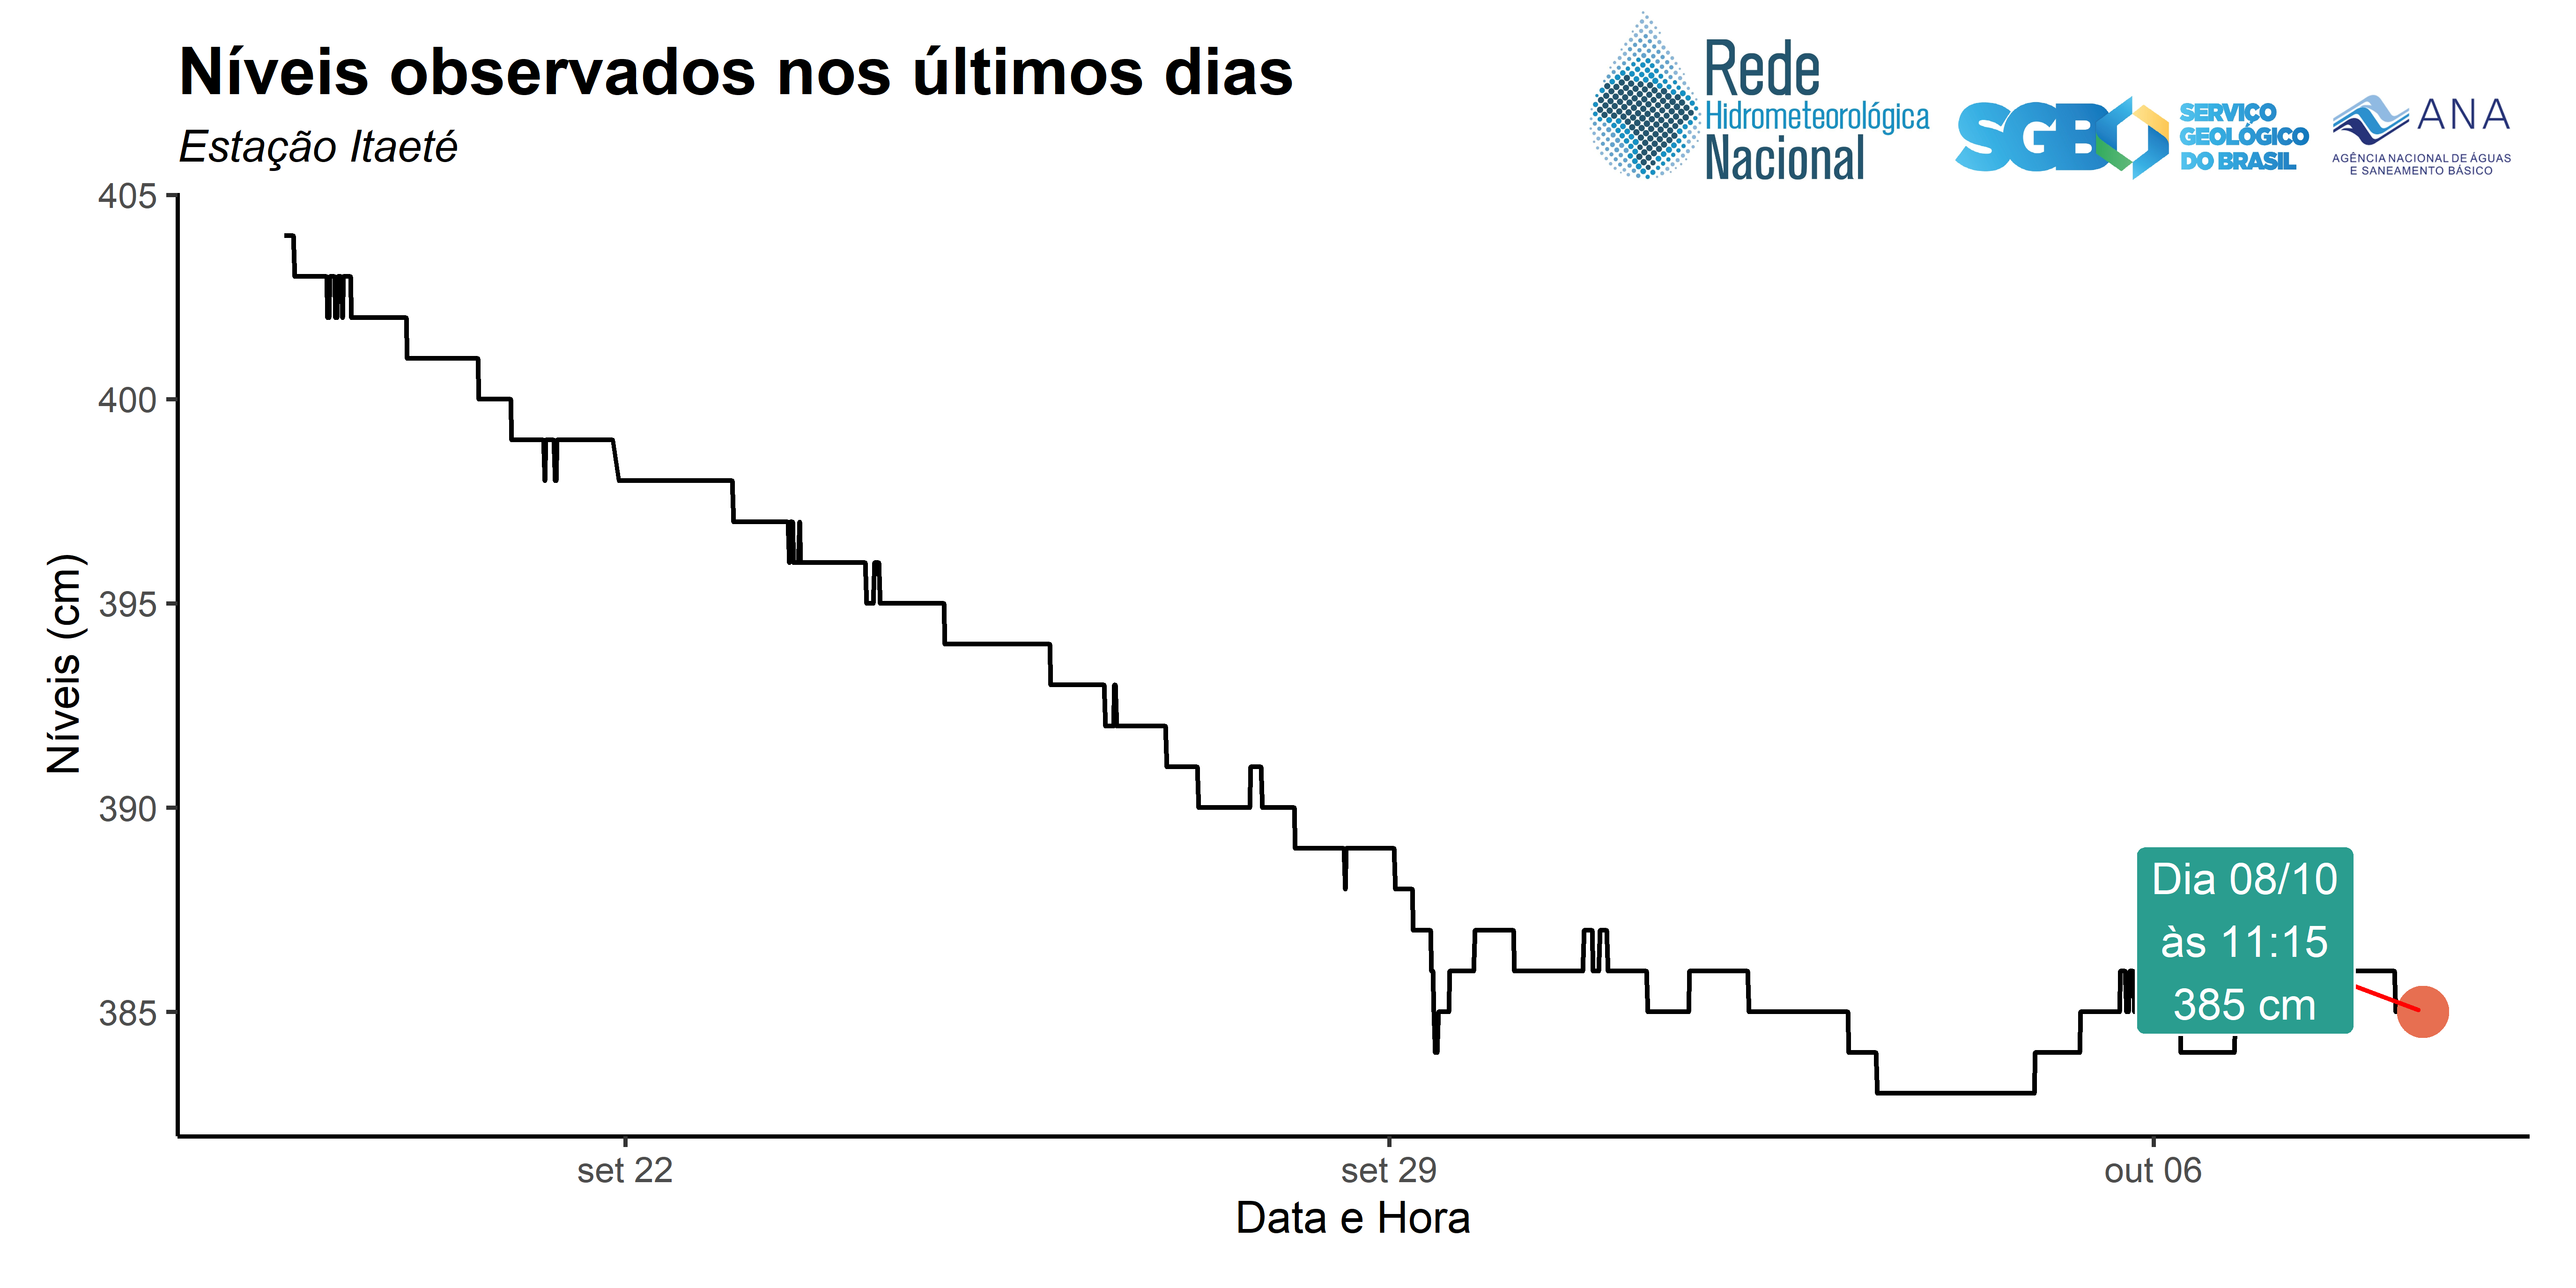 Níveis observados nos últimos dias
Estação Itaeté
Rede
Hidrometeorológica
Nacional
SGB
SERVIÇO
GEOLÓGICO
DO BRASIL
ANA
AGÊNCIA NACIONAL DE ÁGUAS
E SANEAMENTO BÁSICO
Níveis (cm)
405
400
395
390
385
Dia 08/10
às 11:15
385 cm
set 22
set 29
out 06
Data e Hora